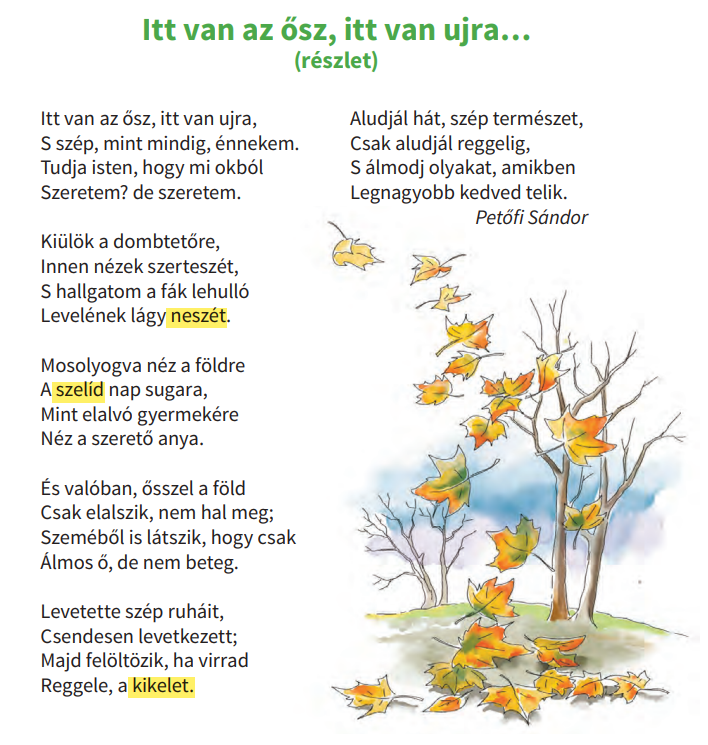 Itt van az ősz, itt van ujra…
(részlet)
Itt van az ősz, itt van ujra,
S szép, mint mindig, énnekem.
Tudja isten, hogy mi okból
Szeretem? de szeretem.
Kiülök a dombtetőre,
Innen nézek szerteszét,
S hallgatom a fák lehulló
Levelének lágy neszét.
Mosolyogva néz a földre
A szelíd nap sugara,
Mint elalvó gyermekére
Néz a szerető anya.
És valóban, ősszel a föld
Csak elalszik, nem hal meg;
Szeméből is látszik, hogy csak
Álmos ő, de nem beteg.
Levetette szép ruháit,
Csendesen levetkezett;
Majd felöltözik, ha virrad
Reggele, a kikelet.
Aludjál hát, szép természet,
Csak aludjál reggelig,
S álmodj olyakat, amikben
Legnagyobb kedved telik.
Petőfi Sándor